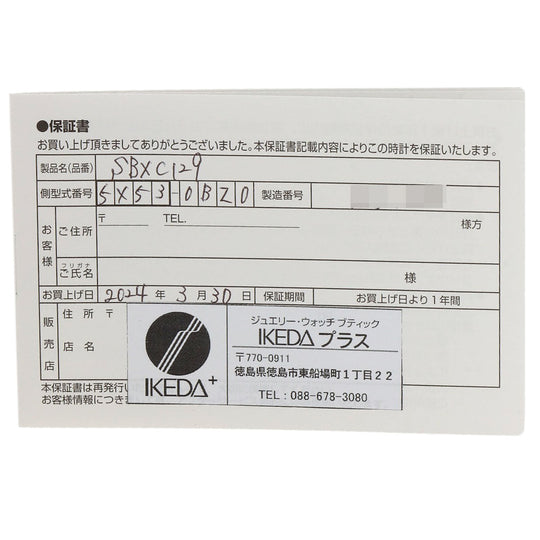 ●保証書
お買い上げ頂きましてありがとうございました。本保証書記載内容によりこの時計を保証いたします。
製品名(品番) SBXC129
側型式番号 5X53-0BZ0 製造番号
お客様 ご住所 〒 TEL. 様方
フリガナ
ご氏名 様
お買上げ日 2024 年 3 月 30 日 保証期間 お買上げ日より1年間
販売店 住所 〒
店名
IKEDA+
ジュエリー・ウォッチ ブティック
IKEDA プラス
〒770-0911
徳島県徳島市東船場町1丁目22
TEL : 088-678-3080
本保証書は再発行い
お客様情報につき